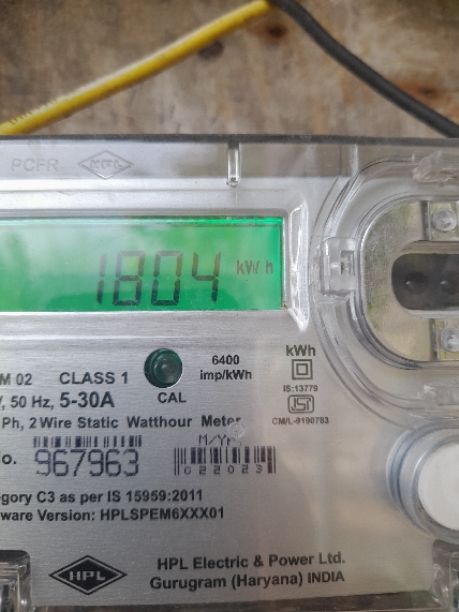 PCFR HPL
1804 kWh
6400
imp/kWh
kWh
M 02 CLASS 1
CAL
IS:13779
V, 50 Hz, 5-30A
CM/L-9190783
Ph, 2 Wire Static Watthour Meter
o. 967963
M/Yr.
022023
egory C3 as per IS 15959:2011
ware Version: HPLSPEM6XXX01
HPL
HPL Electric & Power Ltd.
Gurugram (Haryana) INDIA